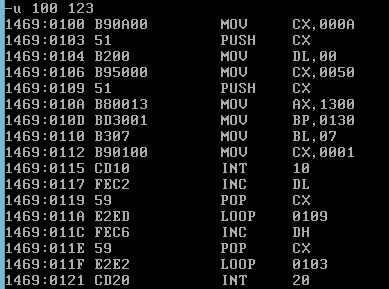 -u 100 123
1469:0100 B90A00 MOV CX,000A
1469:0103 51 PUSH CX
1469:0104 B200 MOV DL,00
1469:0106 B95000 MOV CX,0050
1469:0109 51 PUSH CX
1469:010A B80013 MOV AX,1300
1469:010D BD3001 MOV BP,0130
1469:0110 B307 MOV BL,07
1469:0112 B90100 MOV CX,0001
1469:0115 CD10 INT 10
1469:0117 FEC2 INC DL
1469:0119 59 POP CX
1469:011A E2ED LOOP 0109
1469:011C FEC6 INC DH
1469:011E 59 POP CX
1469:011F E2E2 LOOP 0103
1469:0121 CD20 INT 20